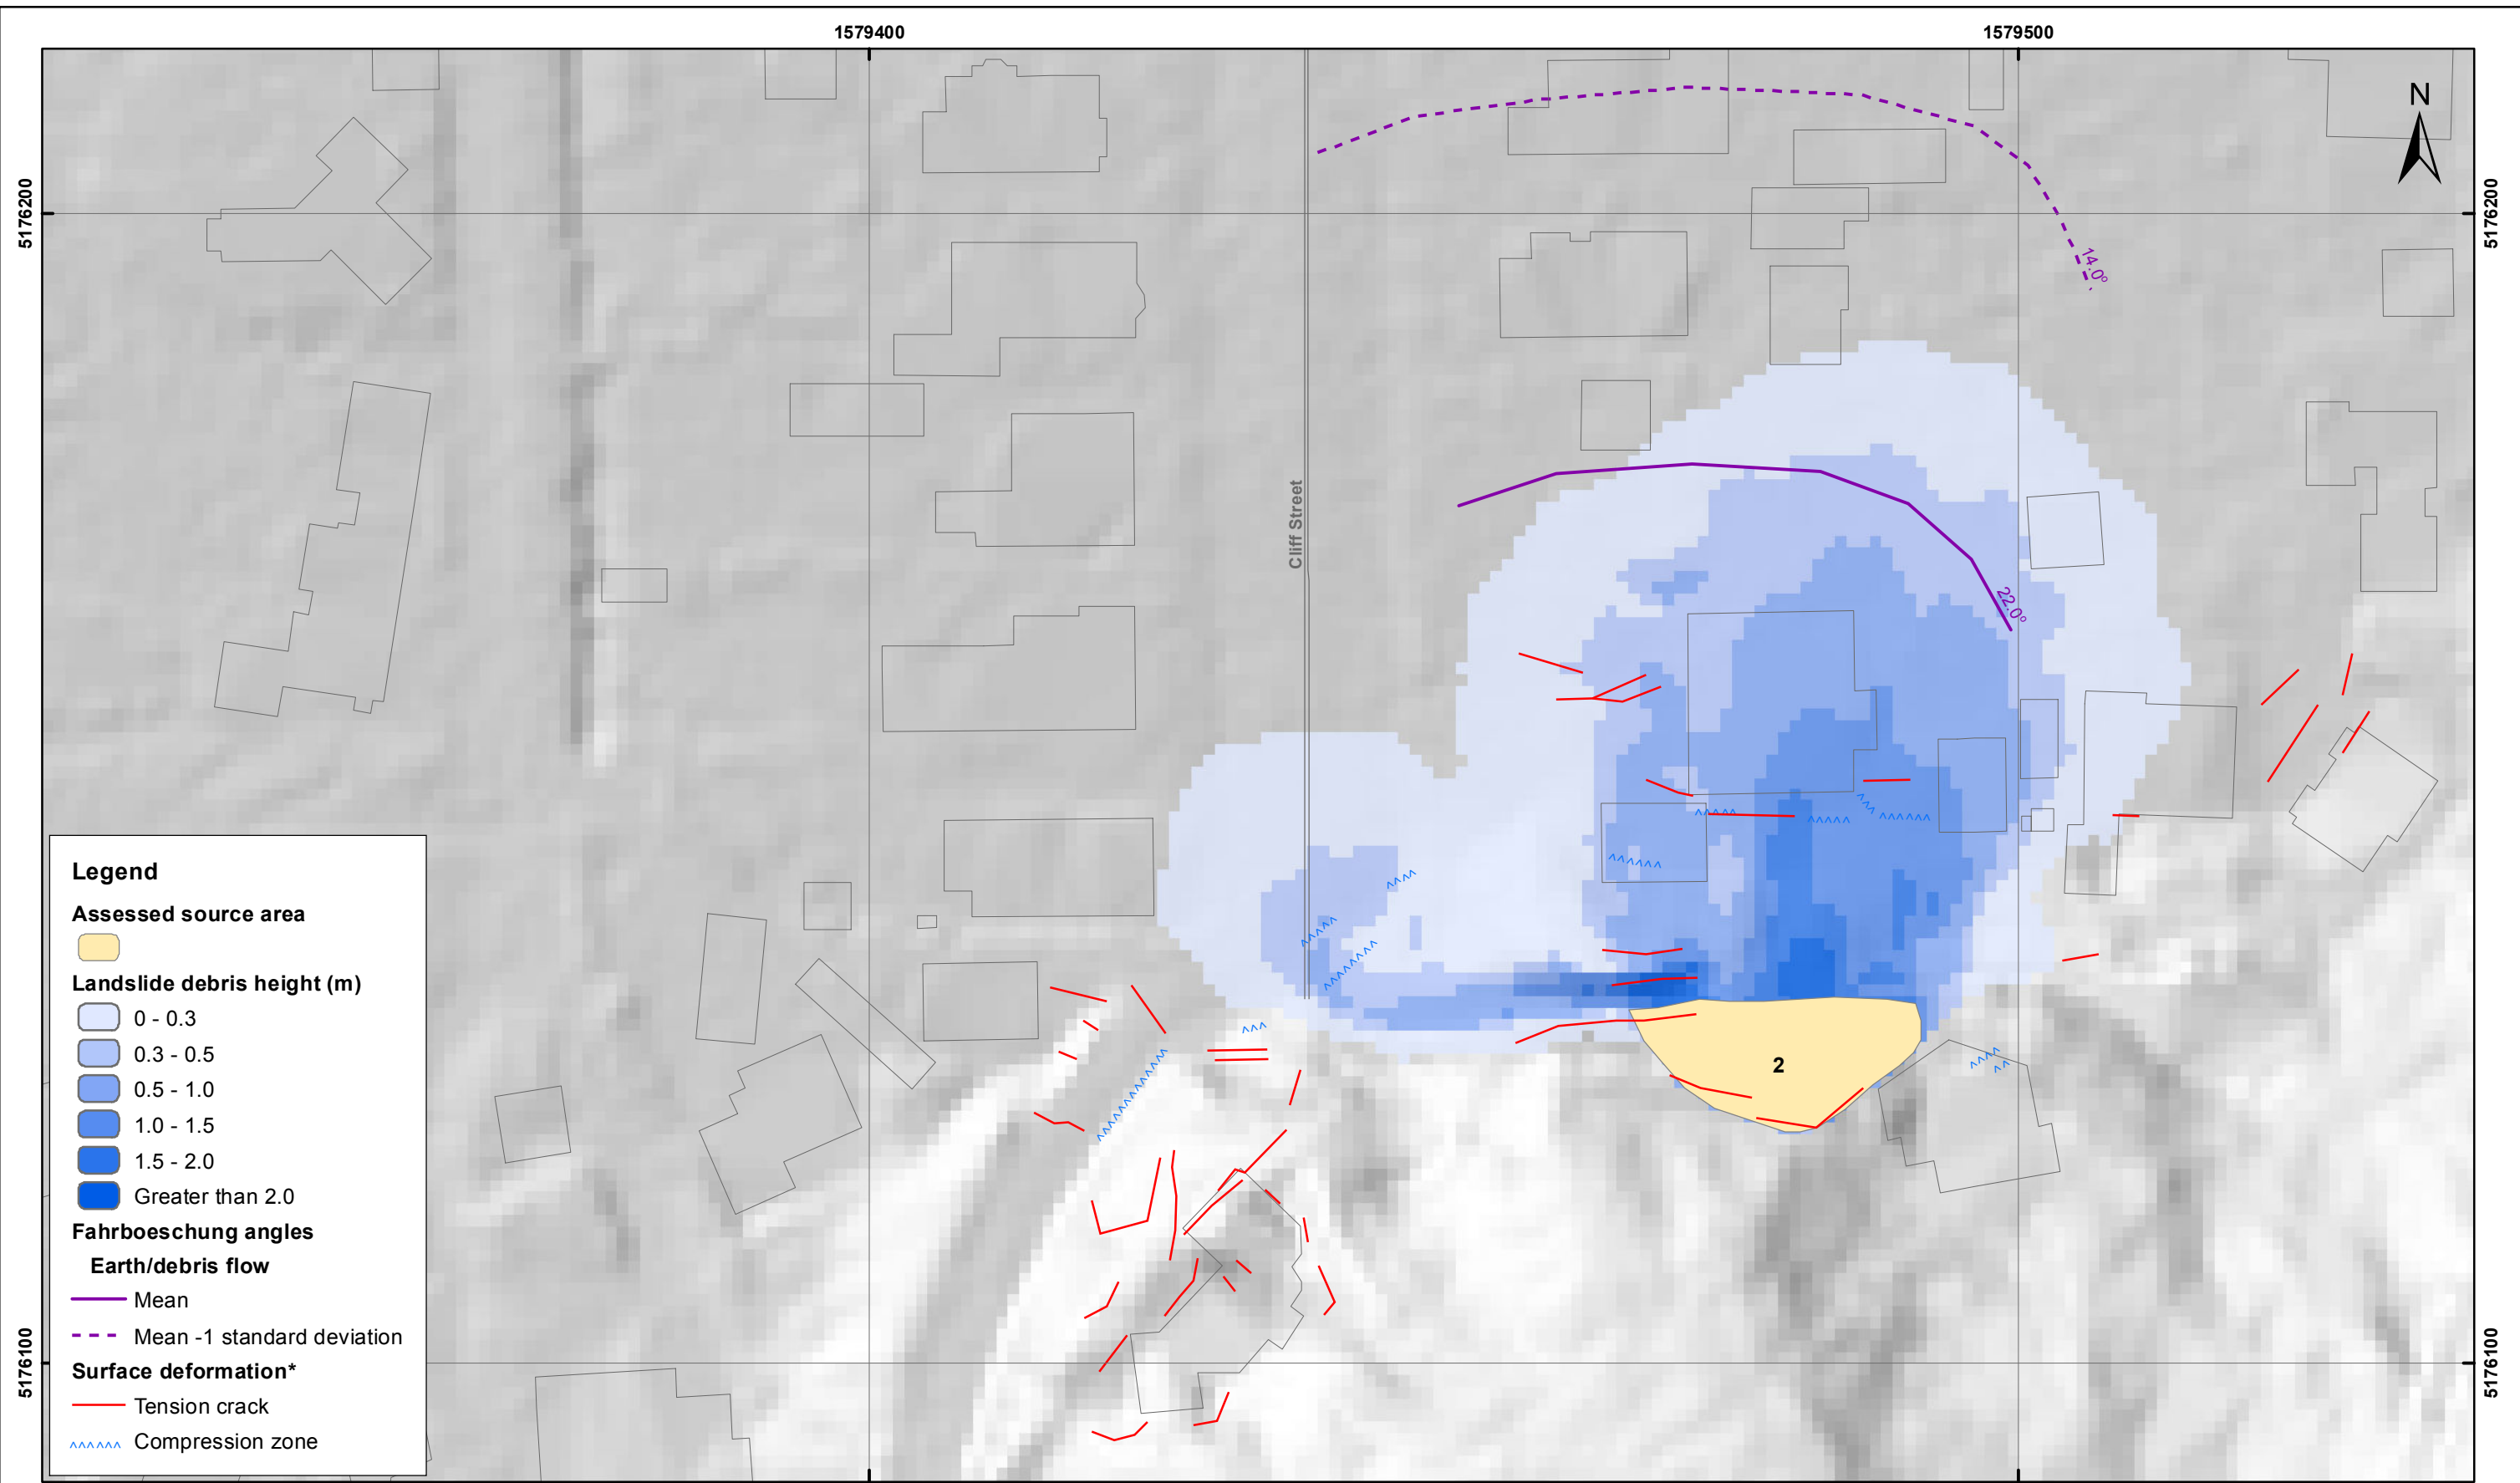 1579400
1579500
N
5176200
5176200
14.0°
Cliff Street
22.0°
2
Legend
Assessed source area
Landslide debris height (m)
0 - 0.3
0.3 - 0.5
0.5 - 1.0
1.0 - 1.5
1.5 - 2.0
Greater than 2.0
Fahrboeschung angles
Earth/debris flow
Mean
Mean -1 standard deviation
Surface deformation*
Tension crack
Compression zone
5176100
5176100